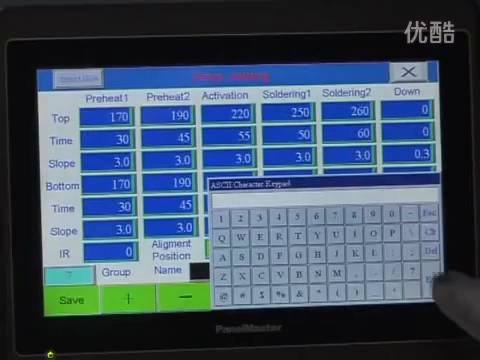 优酷
×
Preheat1 Preheat2 Activation Soldering1 Soldering2 Down
Top 170 190 220 250 260 0
Time 30 45 55 50 60 0
Slope 3.0 3.0 3.0 3.0 3.0 0.3
Bottom 170 190
Time 30 45
Slope 3.0 3.0
IR 0 Aligment Position
ASCII Character Keypad
1 2 3 4 5 6 7 8 9 0 - Esc
Q W E R T Y U I O P \ Clr
A S D F G H J K L Del
Z X C V B N M , . / ?
@ # $ % & * ( )
7 Group Name
Save + −
PanelMaster